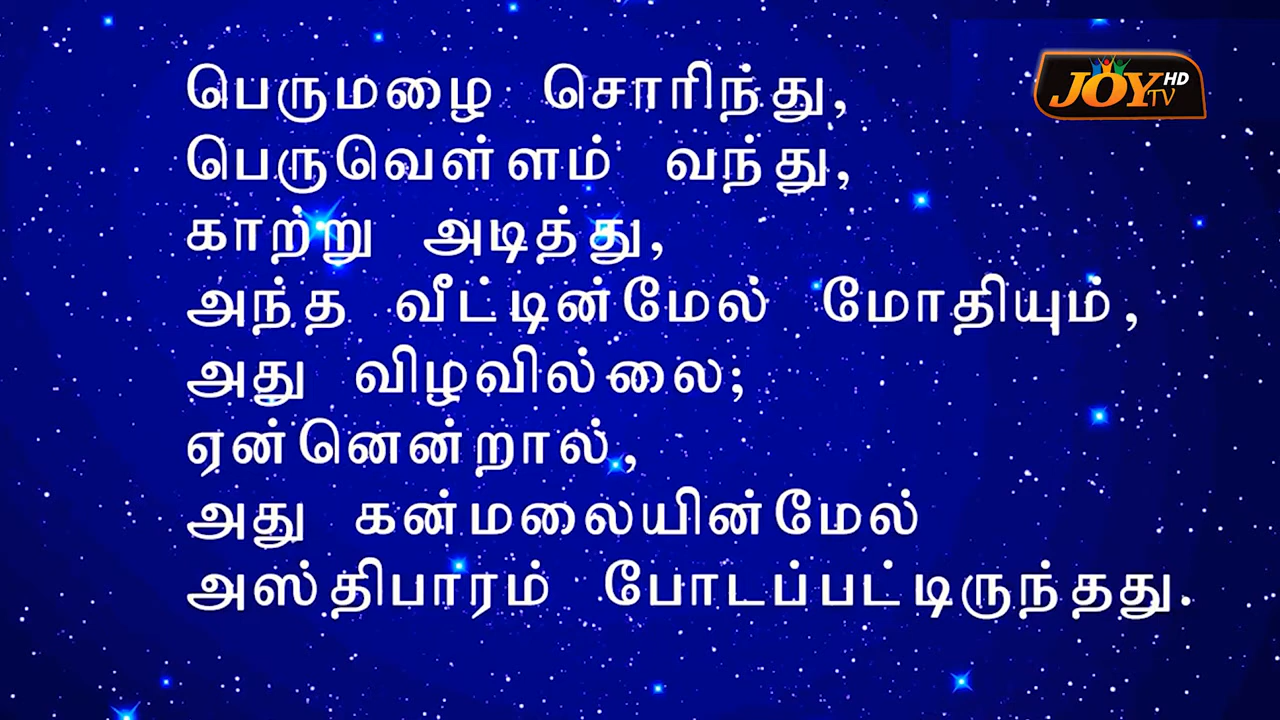 பெருமழை சொரிந்து,
பெருவெள்ளம் வந்து,
காற்று அடித்து,
அந்த வீட்டின்மேல் மோதியும்,
அது விழவில்லை;
ஏன்னென்றால்,
அது கன்மலையின்மேல்
அஸ்திபாரம் போடப்பட்டிருந்தது.
JOY TV HD